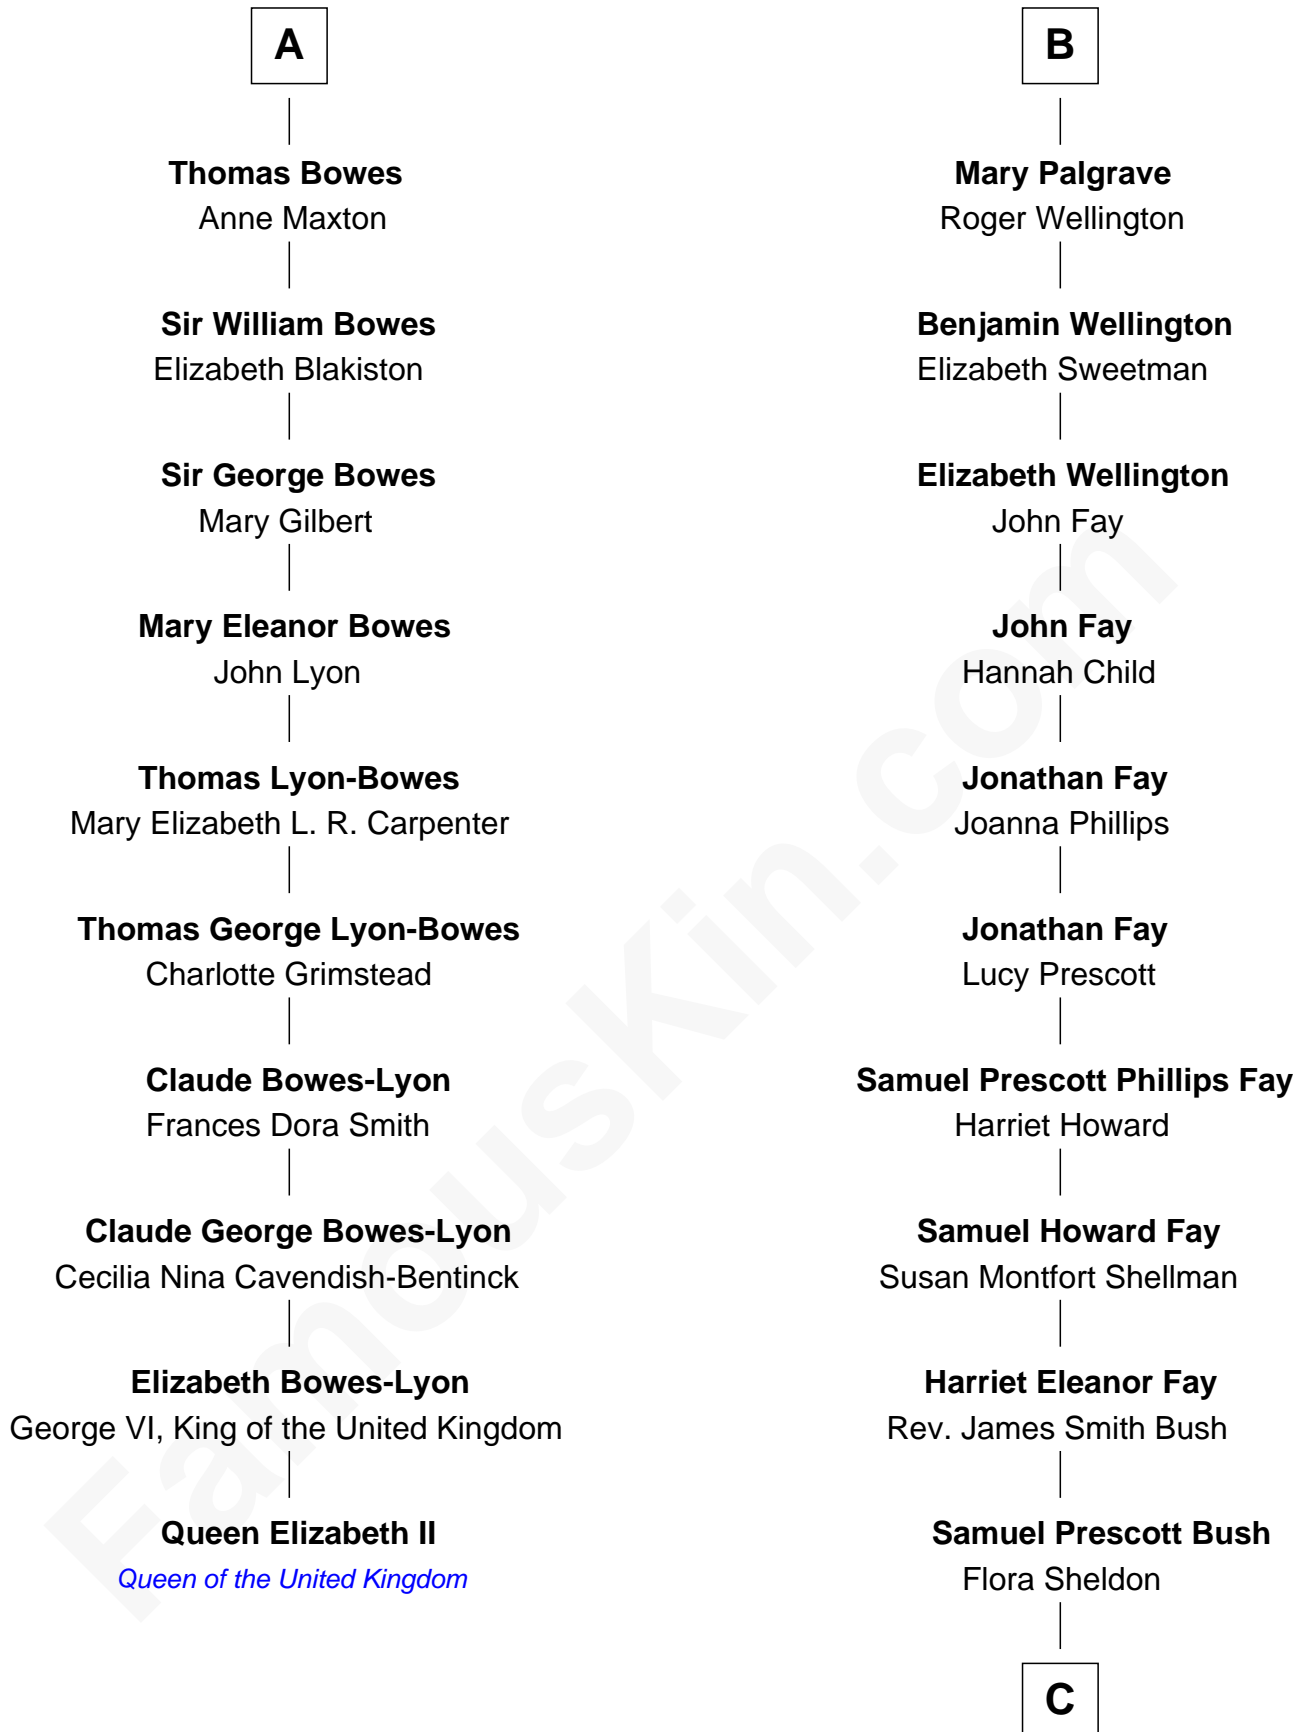 A
Thomas Bowes
Anne Maxton
Sir William Bowes
Elizabeth Blakiston
Sir George Bowes
Mary Gilbert
Mary Eleanor Bowes
John Lyon
Thomas Lyon-Bowes
Mary Elizabeth L. R. Carpenter
Thomas George Lyon-Bowes
Charlotte Grimstead
Claude Bowes-Lyon
Frances Dora Smith
Claude George Bowes-Lyon
Cecilia Nina Cavendish-Bentinck
Elizabeth Bowes-Lyon
George VI, King of the United Kingdom
Queen Elizabeth II
Queen of the United Kingdom
B
Mary Palgrave
Roger Wellington
Benjamin Wellington
Elizabeth Sweetman
Elizabeth Wellington
John Fay
John Fay
Hannah Child
Jonathan Fay
Joanna Phillips
Jonathan Fay
Lucy Prescott
Samuel Prescott Phillips Fay
Harriet Howard
Samuel Howard Fay
Susan Montfort Shellman
Harriet Eleanor Fay
Rev. James Smith Bush
Samuel Prescott Bush
Flora Sheldon
C
FamousKin.com